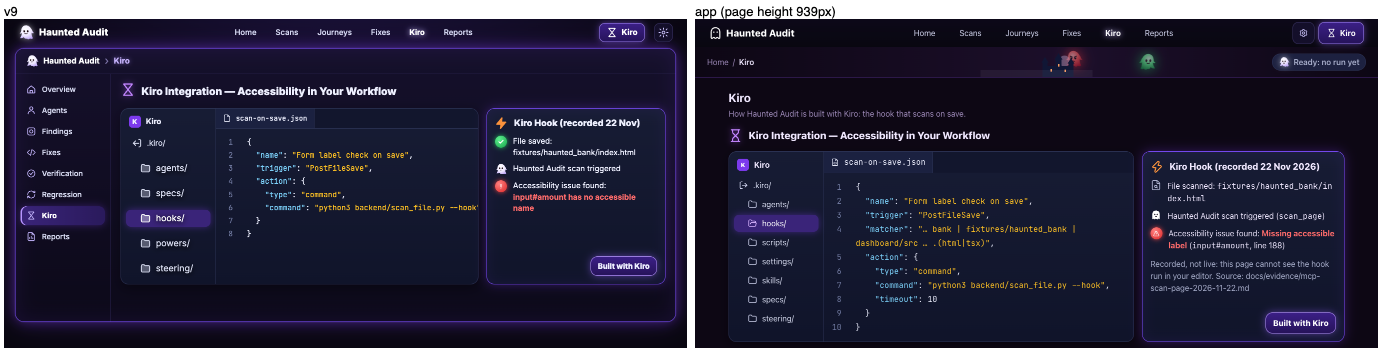 v9
Haunted Audit
Home Scans Journeys Fixes Kiro Reports
Kiro
Haunted Audit > Kiro
Overview
Agents
Findings
Fixes
Verification
Regression
Kiro
Reports
Kiro Integration — Accessibility in Your Workflow
K Kiro
.kiro/
agents/
specs/
hooks/
powers/
steering/
scan-on-save.json
1 {
2 "name": "Form label check on save",
3 "trigger": "PostFileSave",
4 "action": {
5 "type": "command",
6 "command": "python3 backend/scan_file.py --hook"
7 }
8 }
Kiro Hook (recorded 22 Nov)
File saved:
fixtures/haunted_bank/index.html
Haunted Audit scan triggered
Accessibility issue found:
input#amount has no accessible
name
Built with Kiro
app (page height 939px)
Haunted Audit
Home Scans Journeys Fixes Kiro Reports
Kiro
Home / Kiro
Ready: no run yet
Kiro
How Haunted Audit is built with Kiro: the hook that scans on save.
Kiro Integration — Accessibility in Your Workflow
K Kiro
.kiro/
agents/
hooks/
scripts/
settings/
skills/
specs/
steering/
scan-on-save.json
1 {
2 "name": "Form label check on save",
3 "trigger": "PostFileSave",
4 "matcher": "… bank | fixtures/haunted_bank |
dashboard/src … .(html|tsx)",
5 "action": {
6 "type": "command",
7 "command": "python3 backend/scan_file.py --hook",
8 "timeout": 10
9 }
10 }
Kiro Hook (recorded 22 Nov 2026)
File scanned: fixtures/haunted_bank/in
dex.html
Haunted Audit scan triggered (scan_page)
Accessibility issue found: Missing accessible
label (input#amount, line 188)
Recorded, not live: this page cannot see the hook
run in your editor. Source: docs/evidence/mcp-
scan-page-2026-11-22.md
Built with Kiro